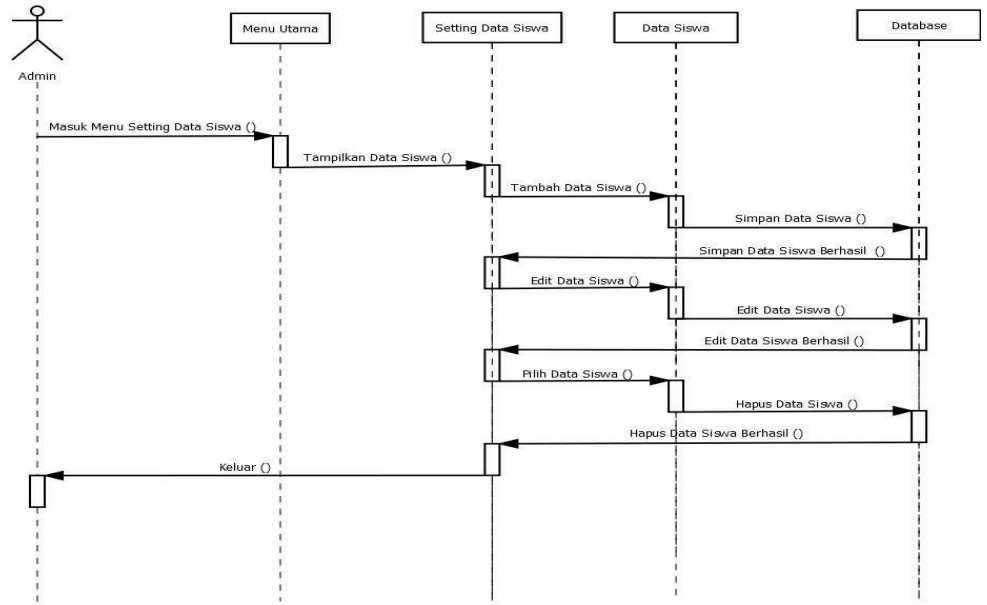 Menu Utama
Setting Data Siswa
Data Siswa
Database
Admin
Masuk Menu Setting Data Siswa ()
Tampilkan Data Siswa ()
Tambah Data Siswa ()
Simpan Data Siswa ()
Simpan Data Siswa Berhasil ()
Edit Data Siswa ()
Edit Data Siswa ()
Edit Data Siswa Berhasil ()
Pilih Data Siswa ()
Hapus Data Siswa ()
Hapus Data Siswa Berhasil ()
Keluar ()